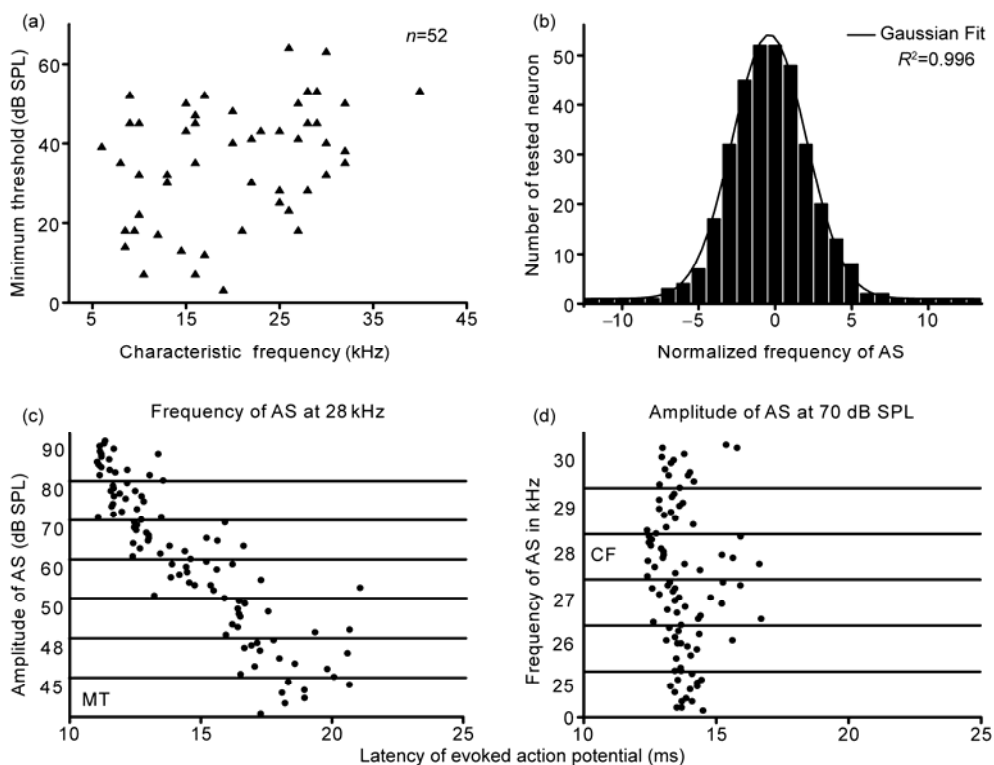 (a)
n=52
Minimum threshold (dB SPL)
60
40
20
0
5
15
25
35
45
Characteristic frequency (kHz)
(b)
Gaussian Fit
R²=0.996
Number of tested neuron
50
40
30
20
10
0
−10
−5
0
5
10
Normalized frequency of AS
(c)
Frequency of AS at 28 kHz
Amplitude of AS (dB SPL)
90
80
70
60
50
48
45
MT
10
15
20
25
(d)
Amplitude of AS at 70 dB SPL
Frequency of AS in kHz
30
29
28
CF
27
26
25
0
10
15
20
25
Latency of evoked action potential (ms)